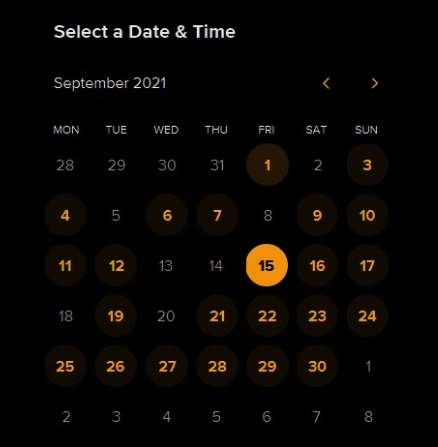 Select a Date & Time
September 2021
MON TUE WED THU FRI SAT SUN
28 29 30 31 1 2 3
4 5 6 7 8 9 10
11 12 13 14 15 16 17
18 19 20 21 22 23 24
25 26 27 28 29 30 1
2 3 4 5 6 7 8